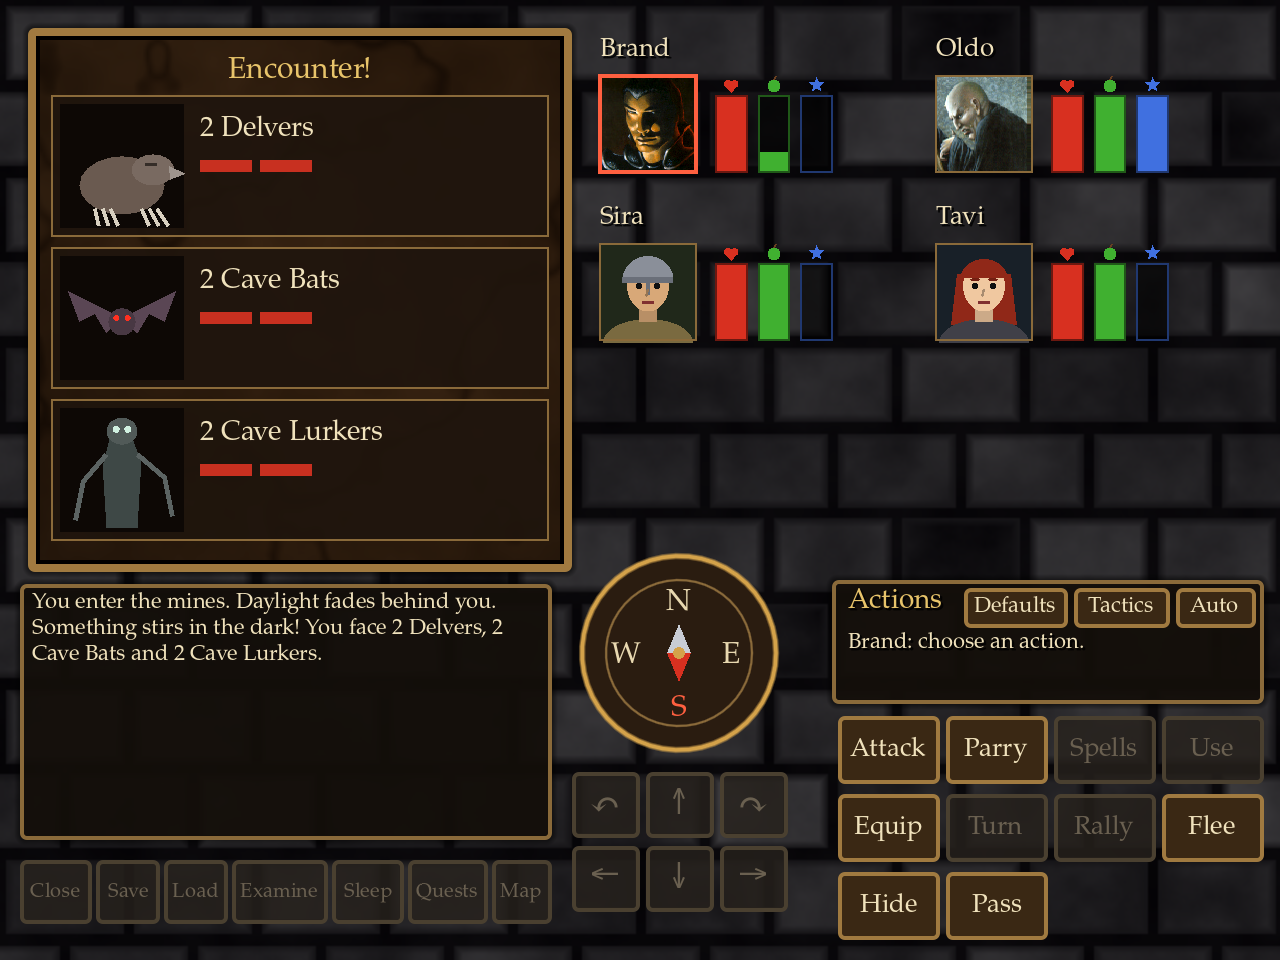 Encounter!
2 Delvers
2 Cave Bats
2 Cave Lurkers
Brand
Oldo
Sira
Tavi
You enter the mines. Daylight fades behind you.
Something stirs in the dark! You face 2 Delvers, 2
Cave Bats and 2 Cave Lurkers.
N
W E
S
Actions Defaults Tactics Auto
Brand: choose an action.
Attack Parry Spells Use
Equip Turn Rally Flee
Hide Pass
Close Save Load Examine Sleep Quests Map